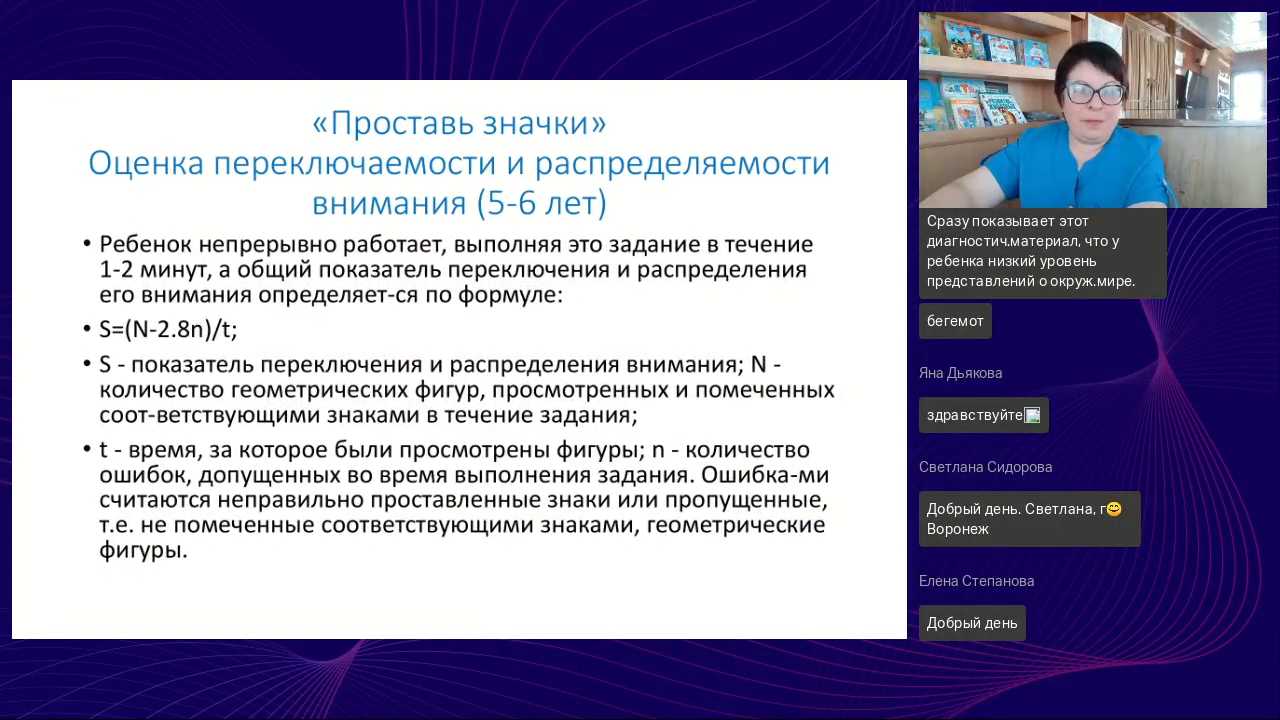 «Проставь значки»
Оценка переключаемости и распределяемости
внимания (5-6 лет)
• Ребенок непрерывно работает, выполняя это задание в течение
1-2 минут, а общий показатель переключения и распределения
его внимания определяет-ся по формуле:
• S=(N-2.8n)/t;
• S - показатель переключения и распределения внимания; N -
количество геометрических фигур, просмотренных и помеченных
соот-ветствующими знаками в течение задания;
• t - время, за которое были просмотрены фигуры; n - количество
ошибок, допущенных во время выполнения задания. Ошибка-ми
считаются неправильно проставленные знаки или пропущенные,
т.е. не помеченные соответствующими знаками, геометрические
фигуры.
Сразу показывает этот
диагностич.материал, что у
ребенка низкий уровень
представлений о окруж.мире.
бегемот
Яна Дьякова
здравствуйте
Светлана Сидорова
Добрый день. Светлана, г😊
Воронеж
Елена Степанова
Добрый день